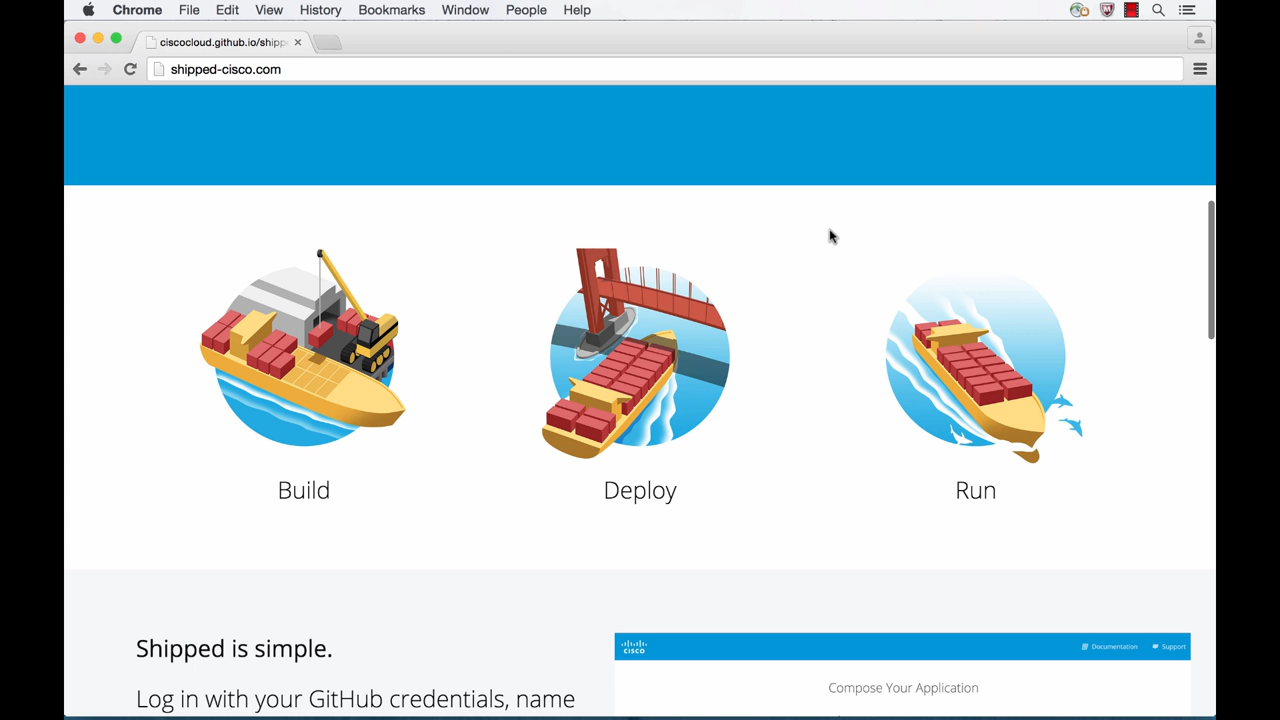 Chrome File Edit View History Bookmarks Window People Help
ciscocloud.github.io/shipp
shipped-cisco.com
Build
Deploy
Run
Shipped is simple.
Log in with your GitHub credentials, name
CISCO
Documentation
Support
Compose Your Application